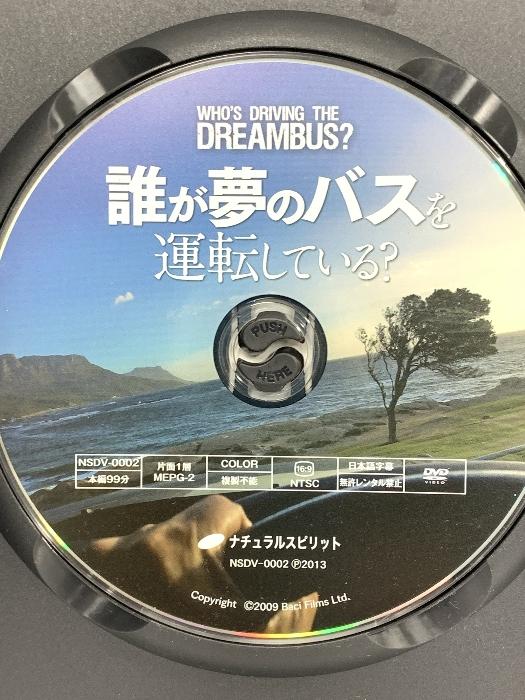 WHO'S DRIVING THE
DREAMBUS?
誰が夢のバスを
運転している?
PUSH
HERE
NSDV-0002
本編99分
片面1層
MEPG-2
COLOR
複製不能
16:9
NTSC
日本語字幕
無許レンタル禁止
DVD
VIDEO
ナチュラルスピリット
NSDV-0002 ℗2013
Copyright ©2009 Baci Films Ltd.